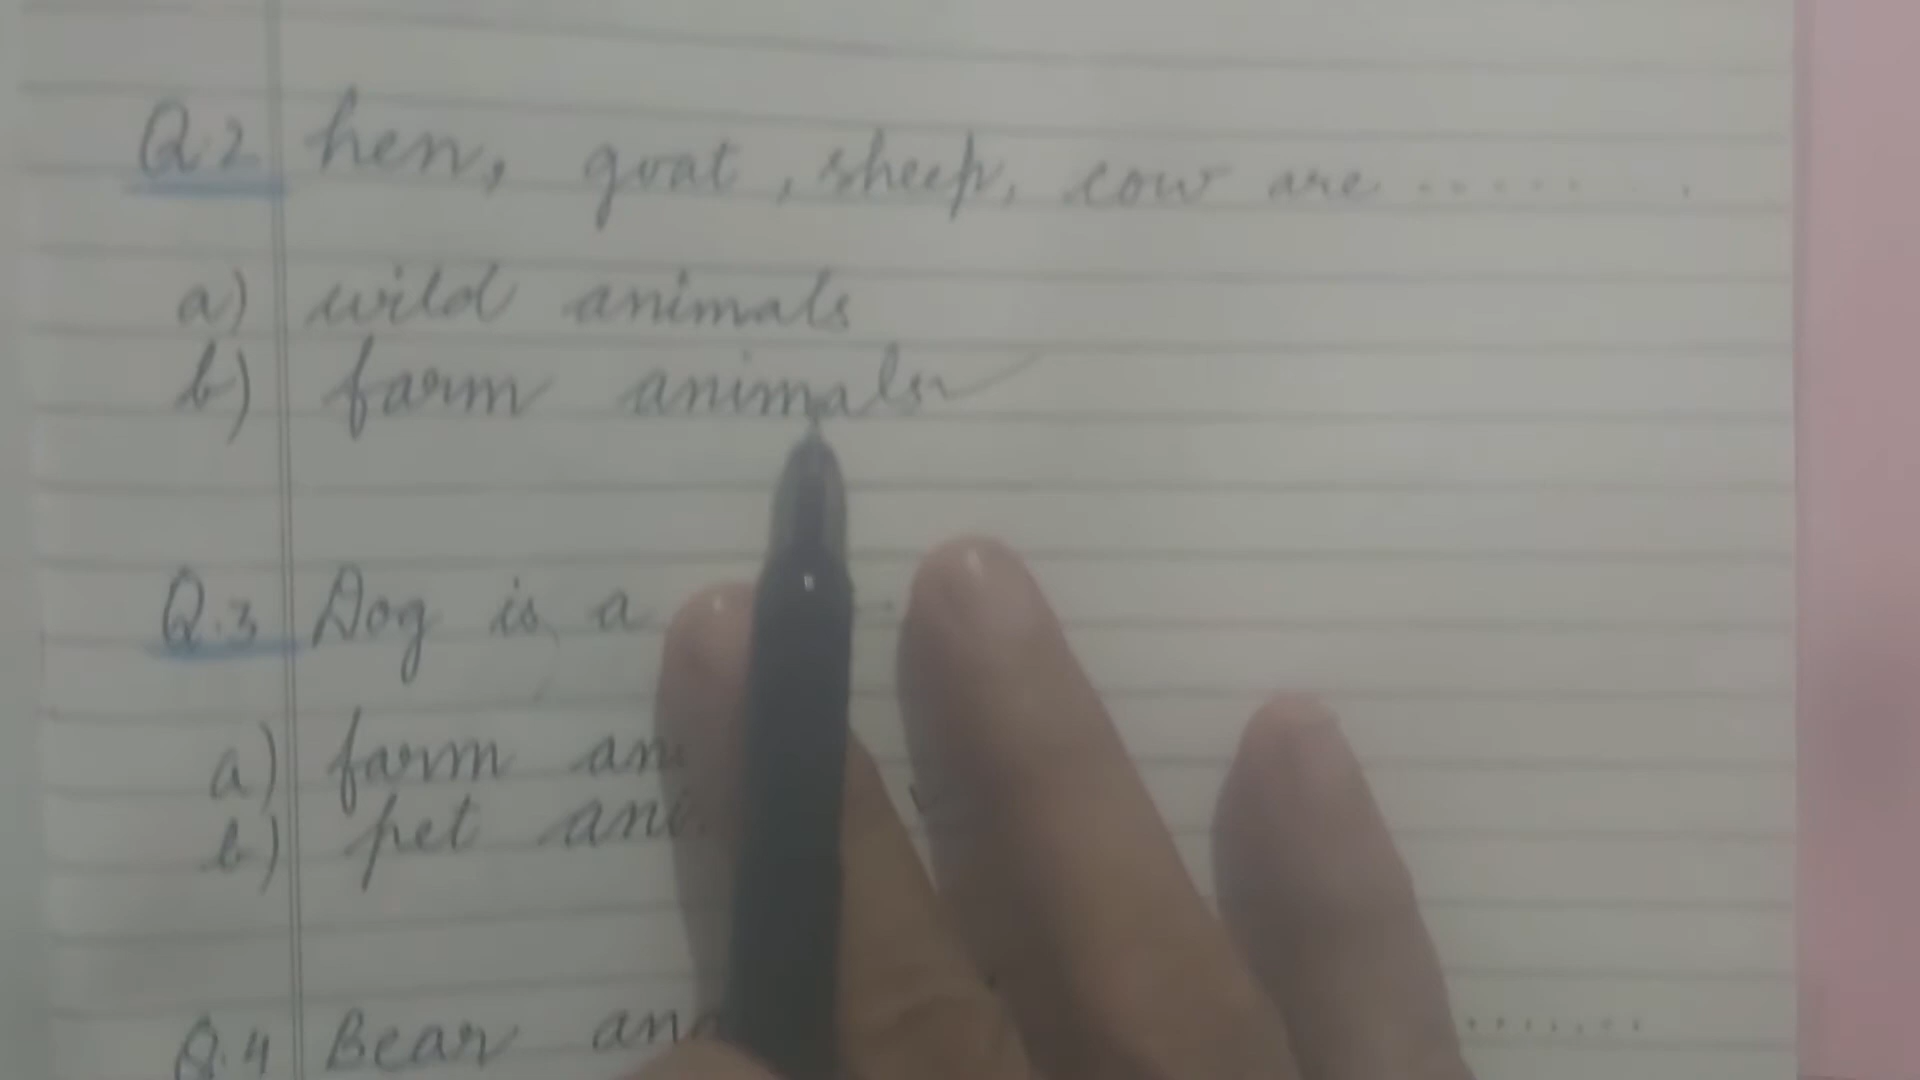 Q.2 hen, goat, sheep, cow are ...... .
a) wild animals
b) farm animals
Q.3 Dog is a
a) farm an
b) pet ani
Q.4 Bear an .......